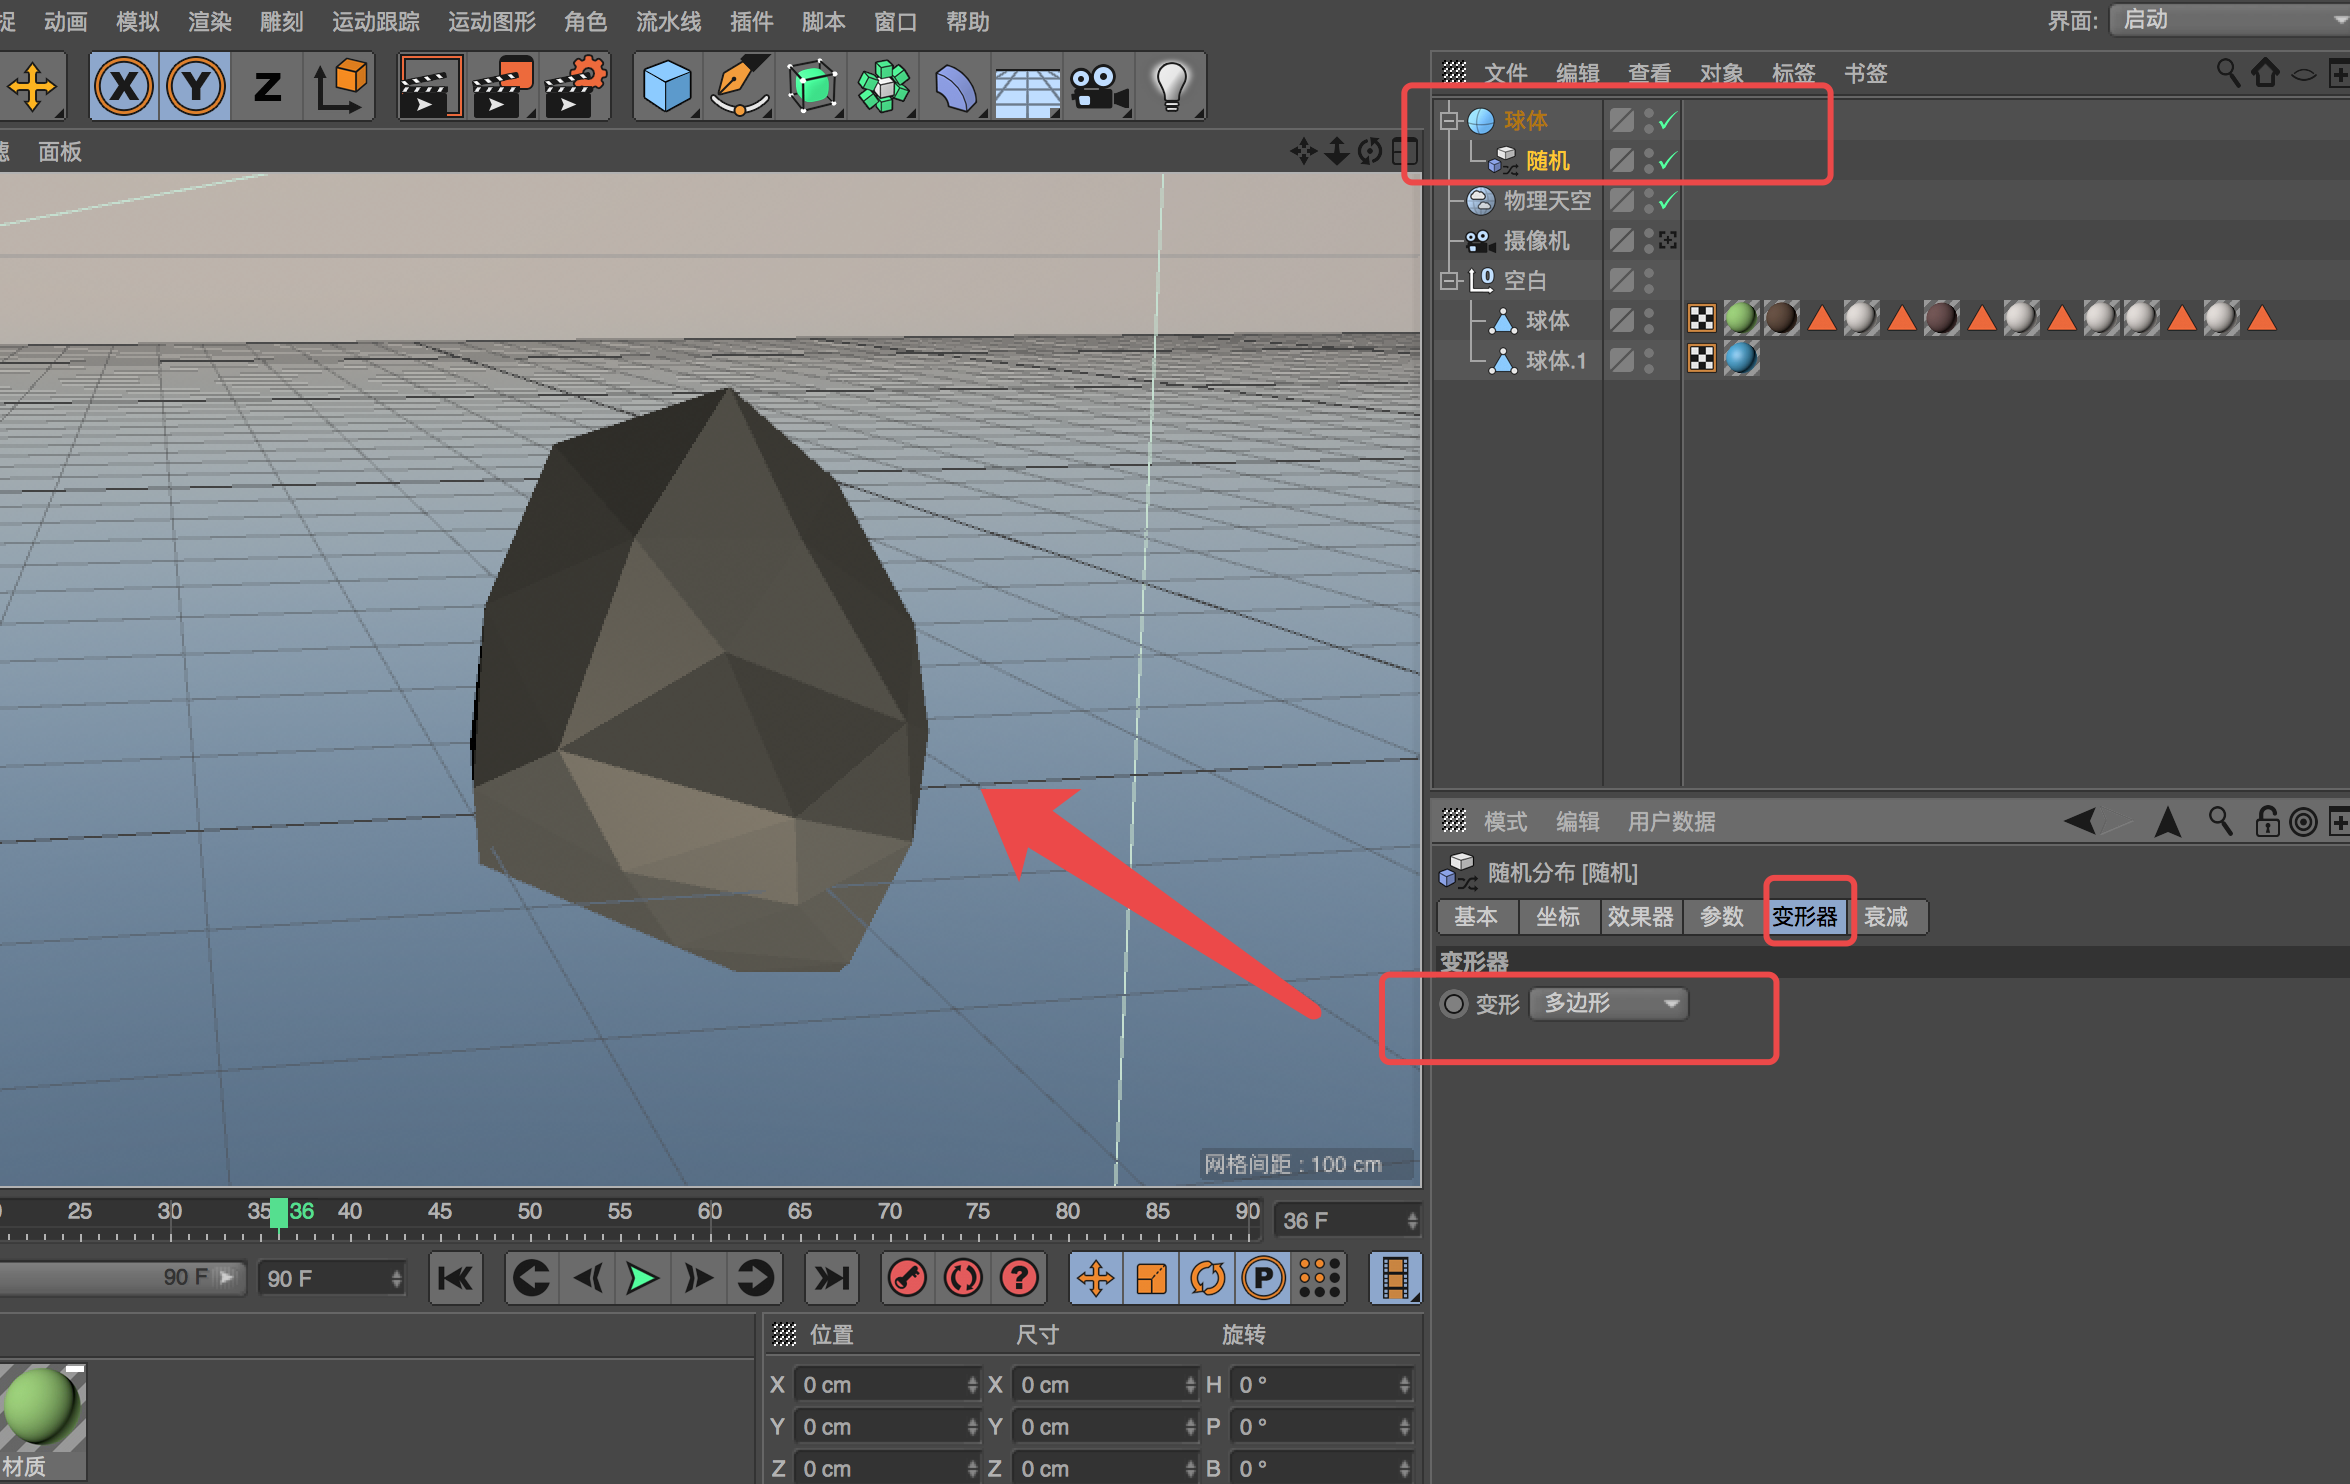 捉 动画 模拟 渲染 雕刻 运动跟踪 运动图形 角色 流水线 插件 脚本 窗口 帮助
界面: 启动
X Y Z
文件 编辑 查看 对象 标签 书签
面板
球体
随机
物理天空
摄像机
0 空白
球体
球体.1
网格间距 : 100 cm
模式 编辑 用户数据
随机分布 [随机]
基本 坐标 效果器 参数 变形器 衰减
变形器
变形 多边形
25 30 35 36 40 45 50 55 60 65 70 75 80 85 90
36 F
90 F
90 F
?
P
位置 尺寸 旋转
X 0 cm X 0 cm H 0 °
Y 0 cm Y 0 cm P 0 °
Z 0 cm Z 0 cm B 0 °
材质